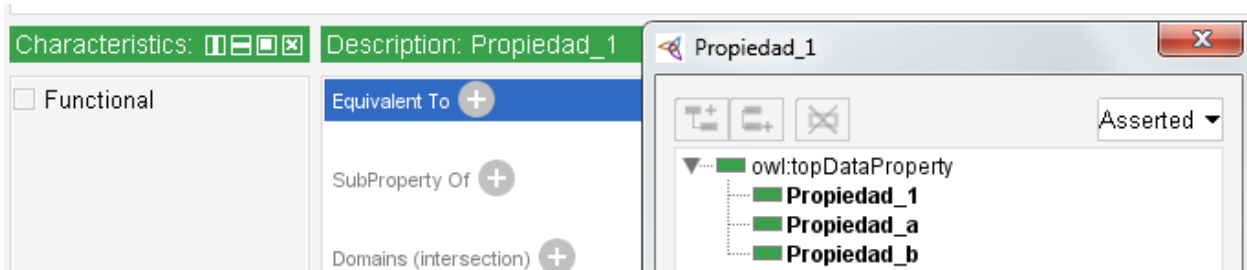 Characteristics:
Description: Propiedad_1
Functional
Equivalent To
SubProperty Of
Domains (intersection)
Propiedad_1
Asserted
owl:topDataProperty
Propiedad_1
Propiedad_a
Propiedad_b